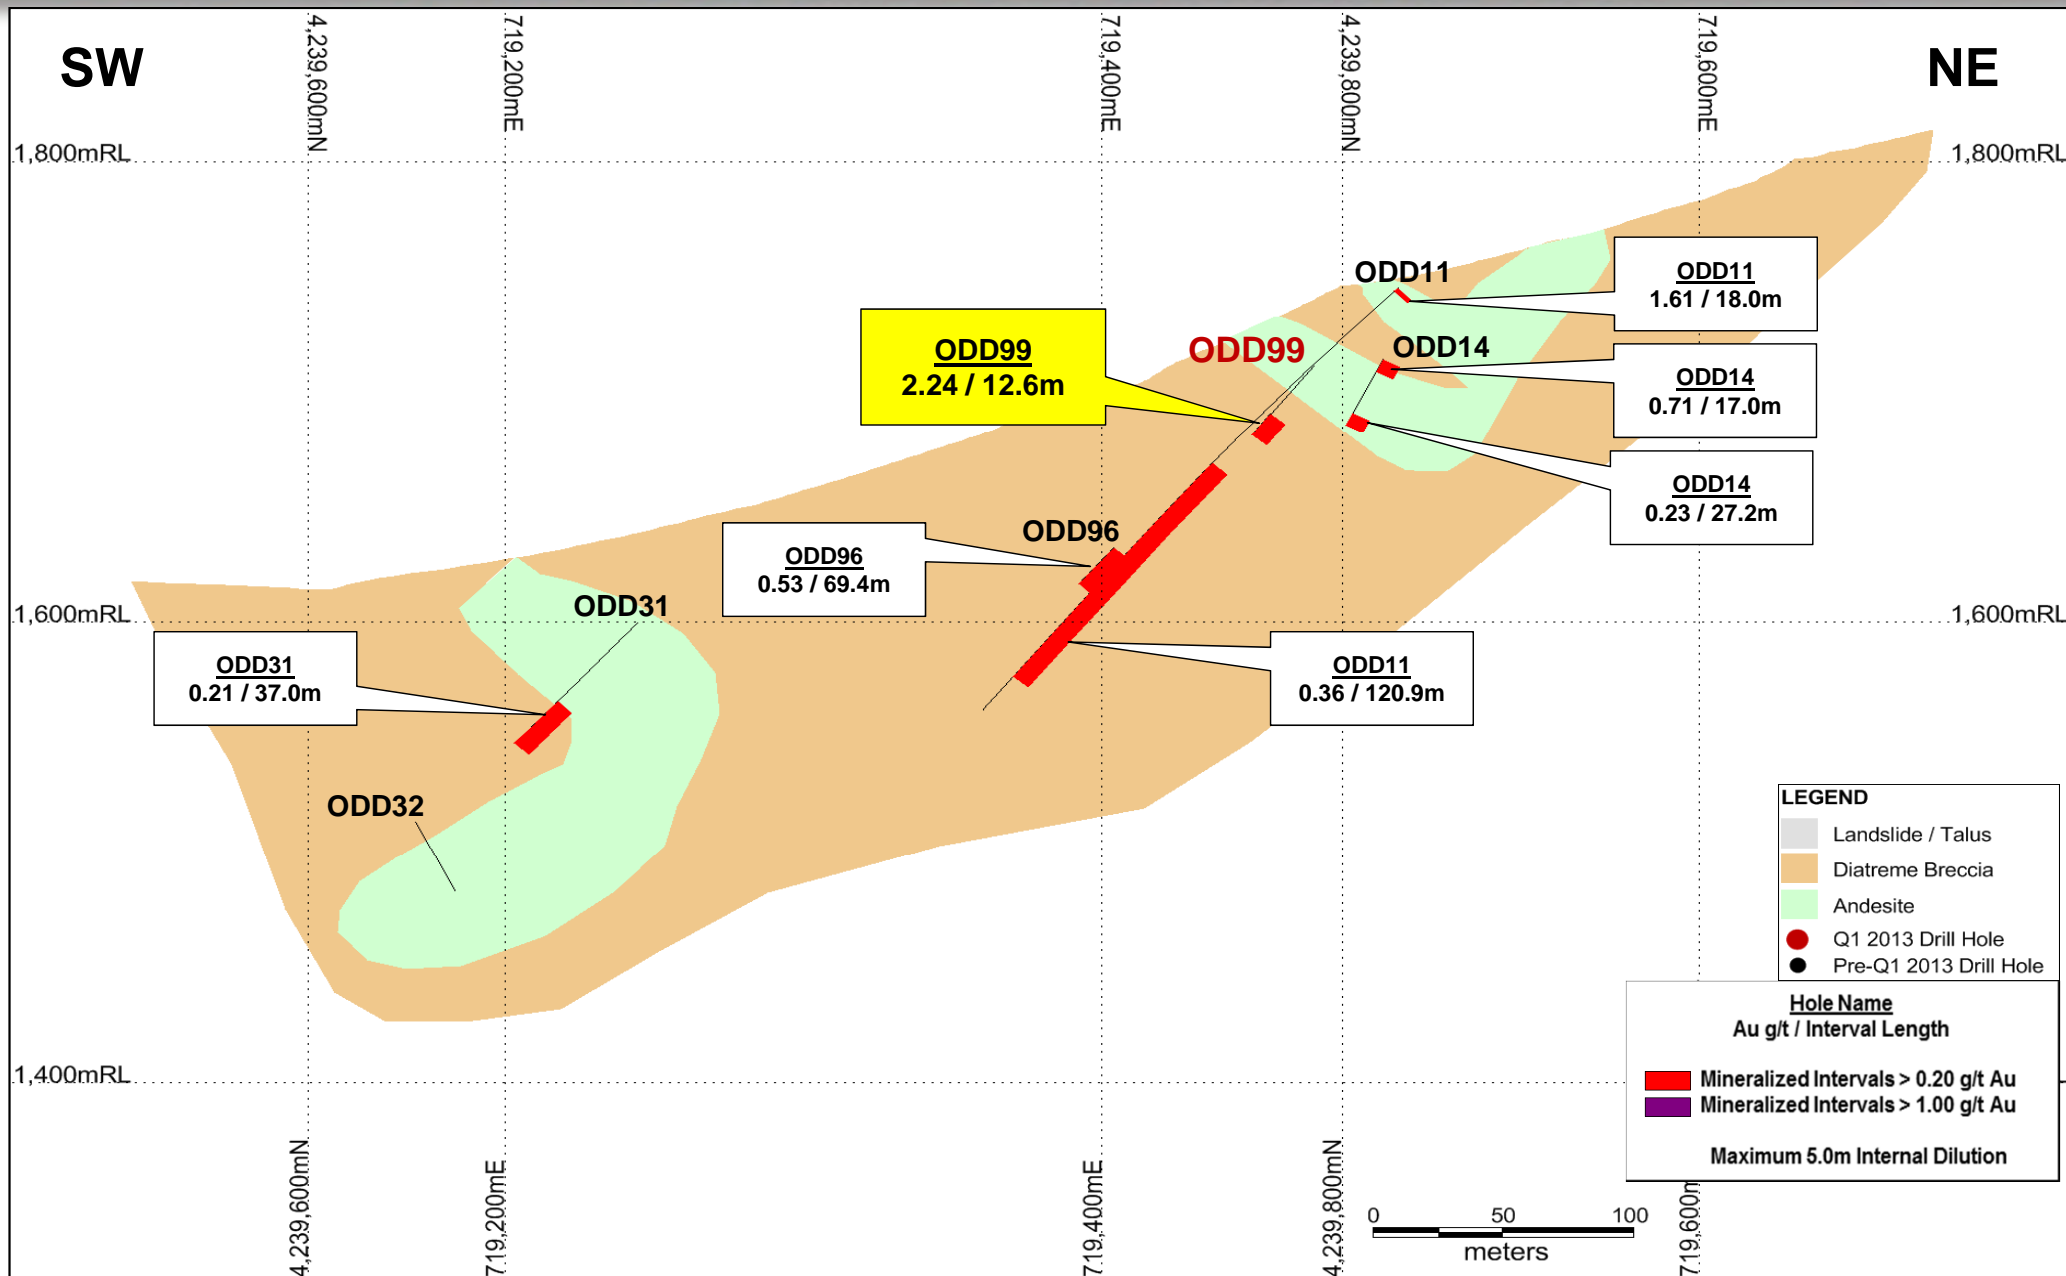 SW
NE
4,239,600mN
719,200mE
719,400mE
4,239,800mN
719,600mE
1,800mRL
1,800mRL
ODD11
ODD11
1.61 / 18.0m
ODD99
2.24 / 12.6m
ODD99
ODD14
ODD14
0.71 / 17.0m
ODD14
0.23 / 27.2m
ODD96
ODD96
0.53 / 69.4m
ODD31
1,600mRL
1,600mRL
ODD31
0.21 / 37.0m
ODD11
0.36 / 120.9m
ODD32
LEGEND
Landslide / Talus
Diatreme Breccia
Andesite
Q1 2013 Drill Hole
Pre-Q1 2013 Drill Hole
Hole Name
Au g/t / Interval Length
Mineralized Intervals > 0.20 g/t Au
Mineralized Intervals > 1.00 g/t Au
Maximum 5.0m Internal Dilution
1,400mRL
4,239,600mN
719,200mE
719,400mE
4,239,800mN
719,600m
0 50 100
meters